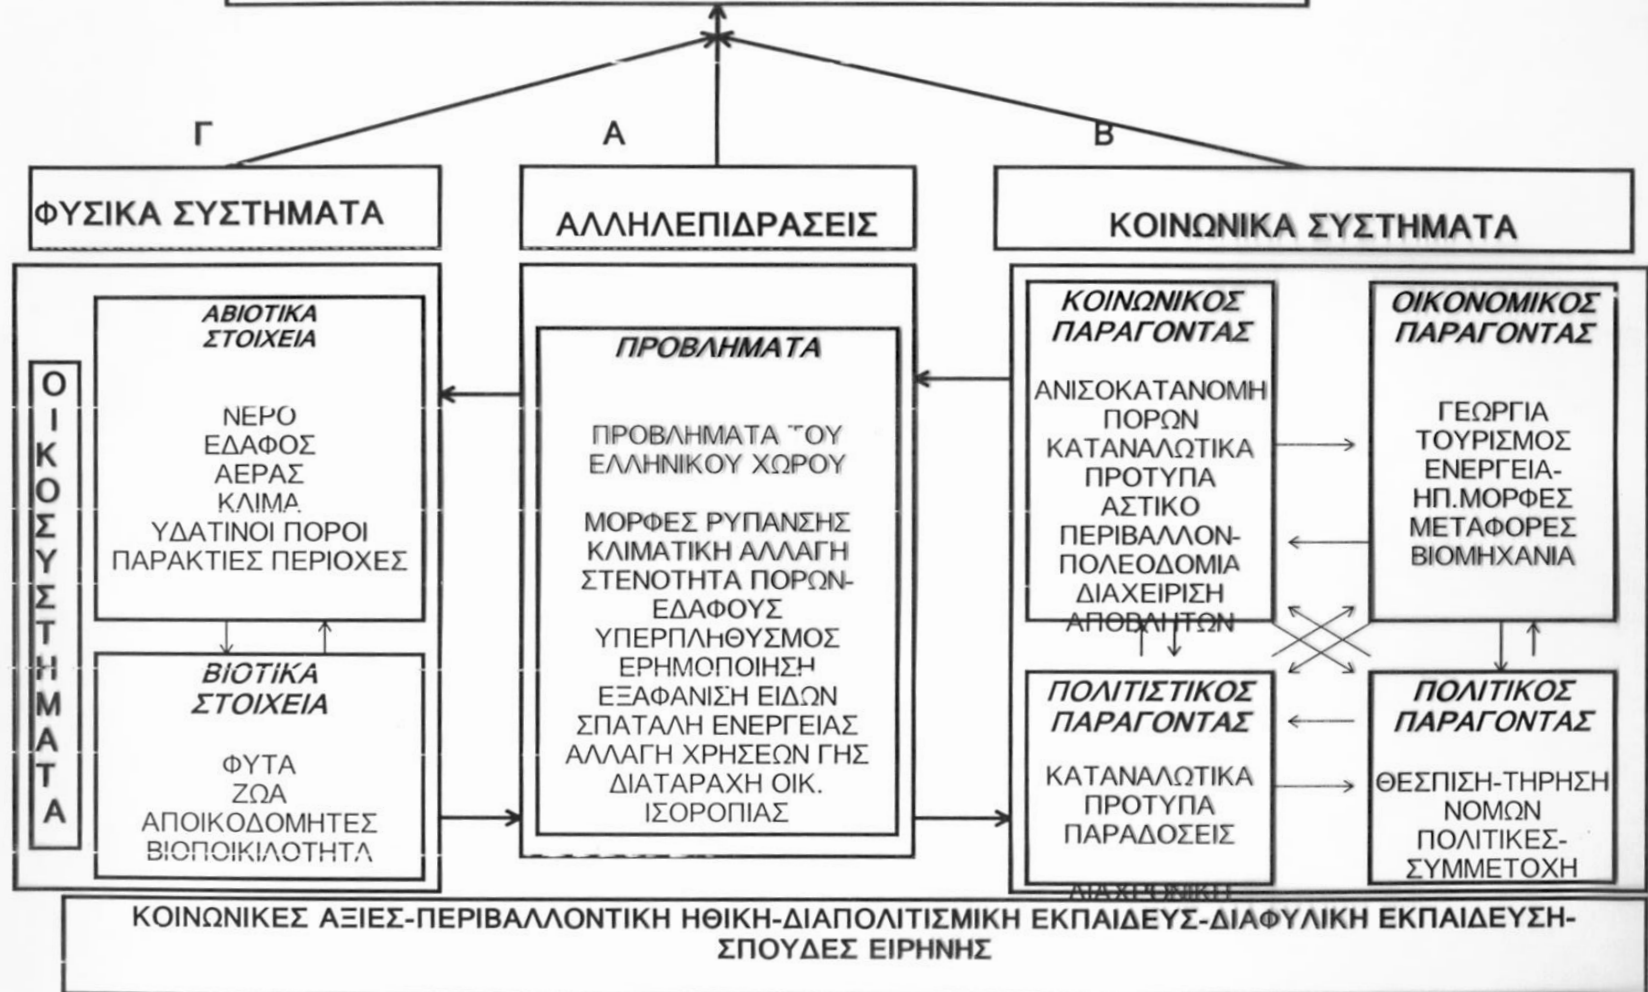 Γ
Α
Β
ΦΥΣΙΚΑ ΣΥΣΤΗΜΑΤΑ
ΑΛΛΗΛΕΠΙΔΡΑΣΕΙΣ
ΚΟΙΝΩΝΙΚΑ ΣΥΣΤΗΜΑΤΑ
ΟΙΚΟΣΥΣΤΗΜΑΤΑ
ΑΒΙΟΤΙΚΑ
ΣΤΟΙΧΕΙΑ
ΝΕΡΟ
ΕΔΑΦΟΣ
ΑΕΡΑΣ
ΚΛΙΜΑ
ΥΔΑΤΙΝΟΙ ΠΟΡΟΙ
ΠΑΡΑΚΤΙΕΣ ΠΕΡΙΟΧΕΣ
ΒΙΟΤΙΚΑ
ΣΤΟΙΧΕΙΑ
ΦΥΤΑ
ΖΩΑ
ΑΠΟΙΚΟΔΟΜΗΤΕΣ
ΒΙΟΠΟΙΚΙΛΟΤΗΤΑ
ΠΡΟΒΛΗΜΑΤΑ
ΠΡΟΒΛΗΜΑΤΑ ΤΟΥ
ΕΛΛΗΝΙΚΟΥ ΧΩΡΟΥ
ΜΟΡΦΕΣ ΡΥΠΑΝΣΗΣ
ΚΛΙΜΑΤΙΚΗ ΑΛΛΑΓΗ
ΣΤΕΝΟΤΗΤΑ ΠΟΡΩΝ-
ΕΔΑΦΟΥΣ
ΥΠΕΡΠΛΗΘΥΣΜΟΣ
ΕΡΗΜΟΠΟΙΗΣΗ
ΕΞΑΦΑΝΙΣΗ ΕΙΔΩΝ
ΣΠΑΤΑΛΗ ΕΝΕΡΓΕΙΑΣ
ΑΛΛΑΓΗ ΧΡΗΣΕΩΝ ΓΗΣ
ΔΙΑΤΑΡΑΧΗ ΟΙΚ.
ΙΣΟΡΟΠΙΑΣ
ΚΟΙΝΩΝΙΚΟΣ
ΠΑΡΑΓΟΝΤΑΣ
ΑΝΙΣΟΚΑΤΑΝΟΜΗ
ΠΟΡΩΝ
ΚΑΤΑΝΑΛΩΤΙΚΑ
ΠΡΟΤΥΠΑ
ΑΣΤΙΚΟ
ΠΕΡΙΒΑΛΛΟΝ-
ΠΟΛΕΟΔΟΜΙΑ
ΔΙΑΧΕΙΡΙΣΗ
ΑΠΟΒΛΗΤΩΝ
ΟΙΚΟΝΟΜΙΚΟΣ
ΠΑΡΑΓΟΝΤΑΣ
ΓΕΩΡΓΙΑ
ΤΟΥΡΙΣΜΟΣ
ΕΝΕΡΓΕΙΑ-
ΗΠ.ΜΟΡΦΕΣ
ΜΕΤΑΦΟΡΕΣ
ΒΙΟΜΗΧΑΝΙΑ
ΠΟΛΙΤΙΣΤΙΚΟΣ
ΠΑΡΑΓΟΝΤΑΣ
ΚΑΤΑΝΑΛΩΤΙΚΑ
ΠΡΟΤΥΠΑ
ΠΑΡΑΔΟΣΕΙΣ
ΔΙΑΧΡΟΝΙΚΗ
ΠΟΛΙΤΙΚΟΣ
ΠΑΡΑΓΟΝΤΑΣ
ΘΕΣΠΙΣΗ-ΤΗΡΗΣΗ
ΝΟΜΩΝ
ΠΟΛΙΤΙΚΕΣ-
ΣΥΜΜΕΤΟΧΗ
ΚΟΙΝΩΝΙΚΕΣ ΑΞΙΕΣ-ΠΕΡΙΒΑΛΛΟΝΤΙΚΗ ΗΘΙΚΗ-ΔΙΑΠΟΛΙΤΙΣΜΙΚΗ ΕΚΠΑΙΔΕΥΣ-ΔΙΑΦΥΛΙΚΗ ΕΚΠΑΙΔΕΥΣΗ-
ΣΠΟΥΔΕΣ ΕΙΡΗΝΗΣ